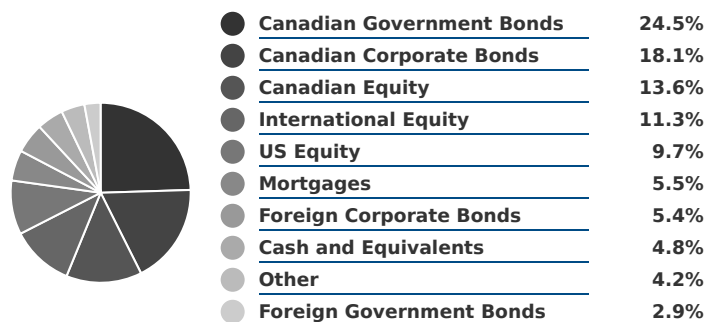 Canadian Government Bonds 24.5%
Canadian Corporate Bonds 18.1%
Canadian Equity 13.6%
International Equity 11.3%
US Equity 9.7%
Mortgages 5.5%
Foreign Corporate Bonds 5.4%
Cash and Equivalents 4.8%
Other 4.2%
Foreign Government Bonds 2.9%